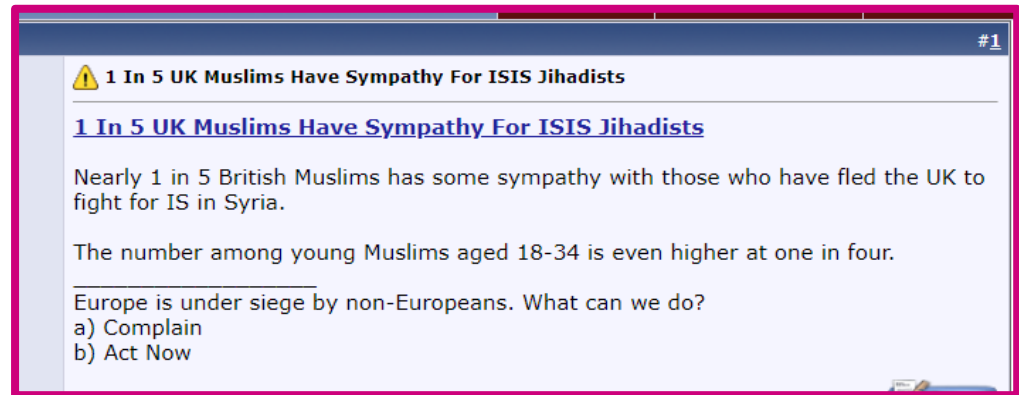 #1
1 In 5 UK Muslims Have Sympathy For ISIS Jihadists
1 In 5 UK Muslims Have Sympathy For ISIS Jihadists
Nearly 1 in 5 British Muslims has some sympathy with those who have fled the UK to
fight for IS in Syria.
The number among young Muslims aged 18-34 is even higher at one in four.
__________________
Europe is under siege by non-Europeans. What can we do?
a) Complain
b) Act Now